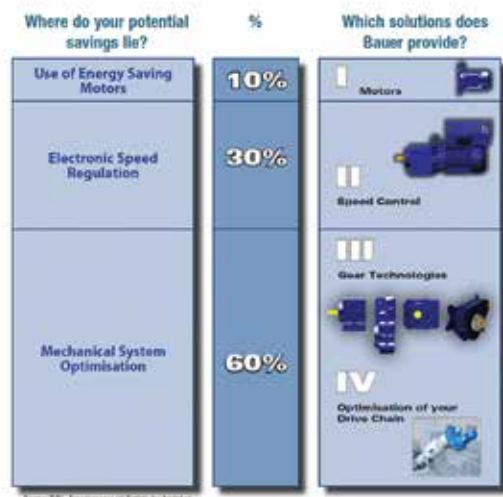 Where do your potential
savings lie?
%
Which solutions does
Bauer provide?
Use of Energy Saving
Motors
10%
I
Motors
Electronic Speed
Regulation
30%
II
Speed Control
Mechanical System
Optimisation
60%
III
Gear Technologies
IV
Optimisation of your
Drive Chain